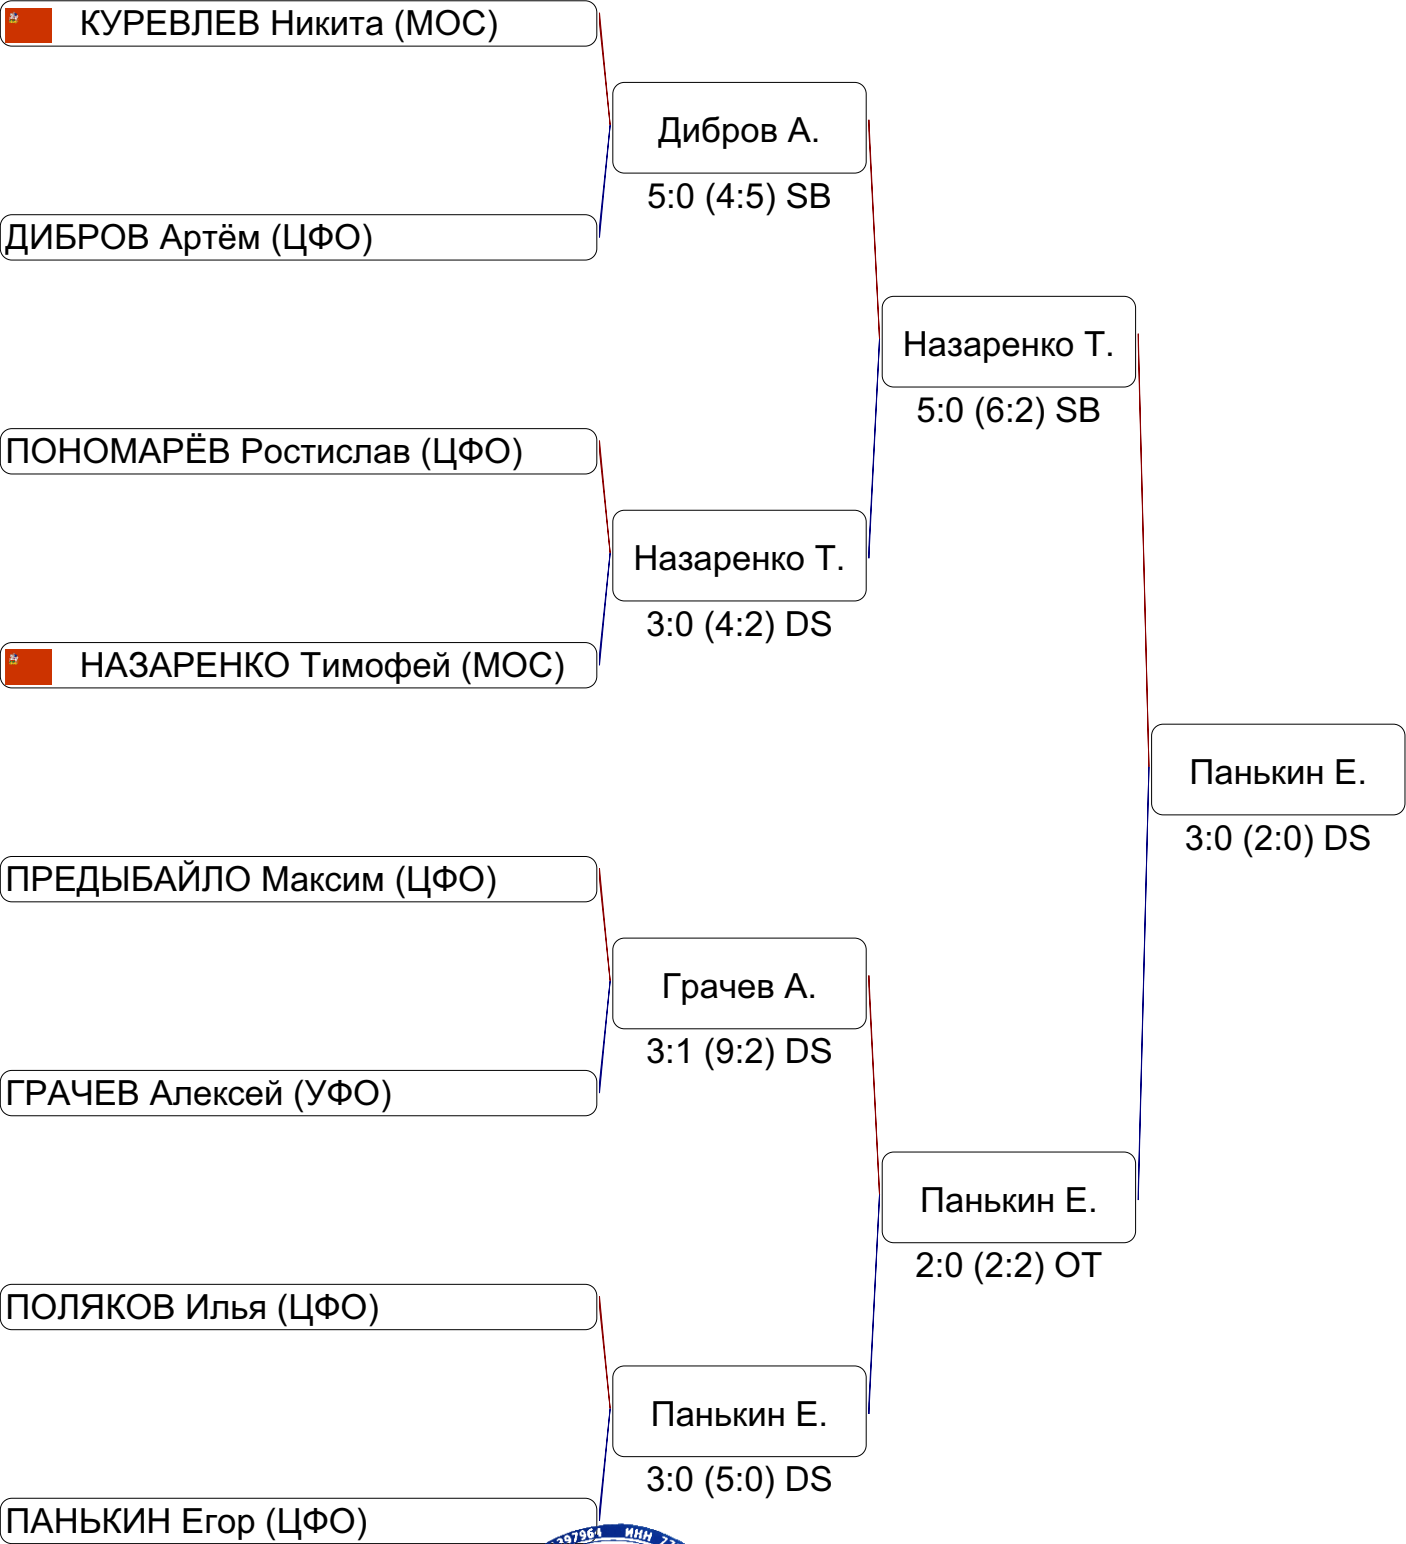 КУРЕВЛЕВ Никита (МОС)
Дибров А.
5:0 (4:5) SB
ДИБРОВ Артём (ЦФО)
Назаренко Т.
5:0 (6:2) SB
ПОНОМАРЁВ Ростислав (ЦФО)
Назаренко Т.
3:0 (4:2) DS
НАЗАРЕНКО Тимофей (МОС)
Панькин Е.
3:0 (2:0) DS
ПРЕДЫБАЙЛО Максим (ЦФО)
Грачев А.
3:1 (9:2) DS
ГРАЧЕВ Алексей (УФО)
Панькин Е.
2:0 (2:2) OT
ПОЛЯКОВ Илья (ЦФО)
Панькин Е.
3:0 (5:0) DS
ПАНЬКИН Егор (ЦФО)
397964 ИНН 77